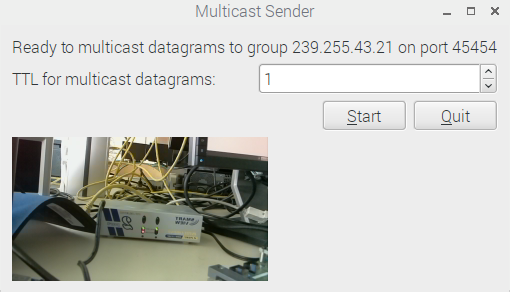 Multicast Sender
Ready to multicast datagrams to group 239.255.43.21 on port 45454
TTL for multicast datagrams:
1
Start
Quit